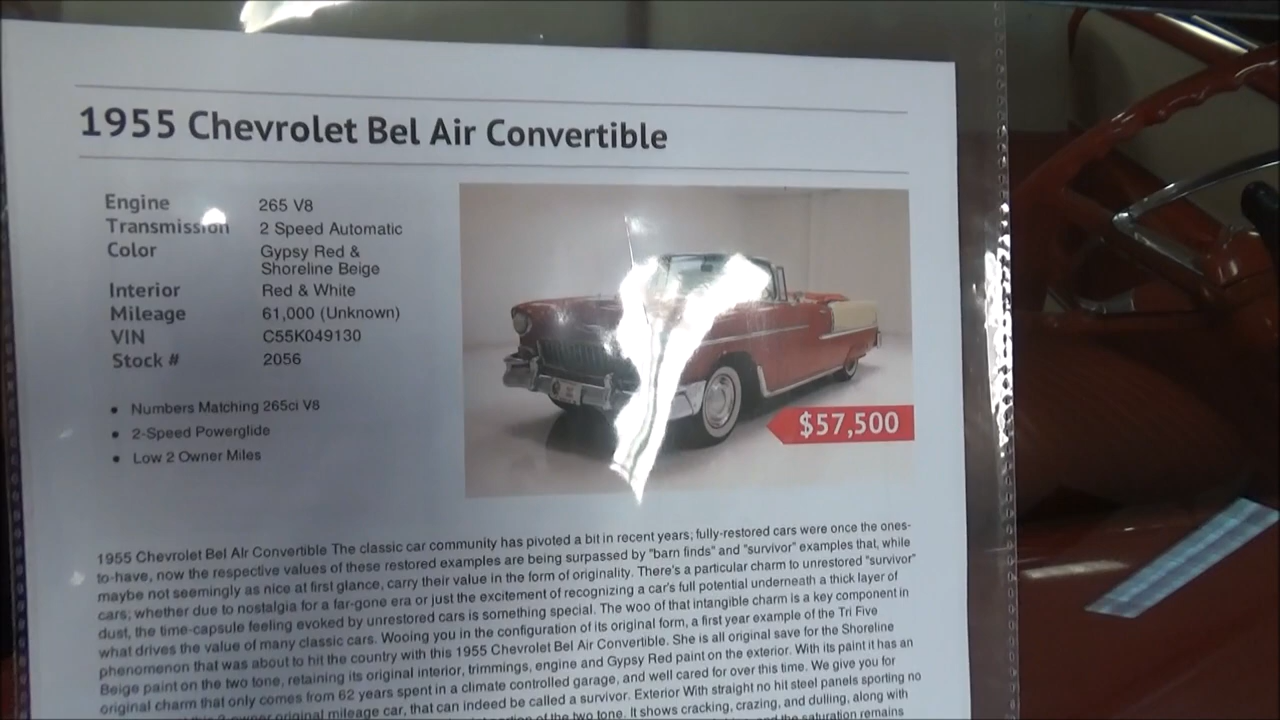 1955 Chevrolet Bel Air Convertible
Engine 265 V8
Transmission 2 Speed Automatic
Color Gypsy Red &
Shoreline Beige
Interior Red & White
Mileage 61,000 (Unknown)
VIN C55K049130
Stock # 2056
• Numbers Matching 265ci V8
• 2-Speed Powerglide
• Low 2 Owner Miles
$57,500
1955 Chevrolet Bel AIr Convertible The classic car community has pivoted a bit in recent years; fully-restored cars were once the ones-
to-have, now the respective values of these restored examples are being surpassed by "barn finds" and "survivor" examples that, while
maybe not seemingly as nice at first glance, carry their value in the form of originality. There's a particular charm to unrestored "survivor"
cars; whether due to nostalgia for a far-gone era or just the excitement of recognizing a car's full potential underneath a thick layer of
dust, the time-capsule feeling evoked by unrestored cars is something special. The woo of that intangible charm is a key component in
what drives the value of many classic cars. Wooing you in the configuration of its original form, a first year example of the Tri Five
phenomenon that was about to hit the country with this 1955 Chevrolet Bel Air Convertible. She is all original save for the Shoreline
Beige paint on the two tone, retaining its original interior, trimmings, engine and Gypsy Red paint on the exterior. With its paint it has an
original charm that only comes from 62 years spent in a climate controlled garage, and well cared for over this time. We give you for
this 2-owner original mileage car, that can indeed be called a survivor. Exterior With straight no hit steel panels sporting no
portion of the two tone. It shows cracking, crazing, and dulling, along with
and the saturation remains